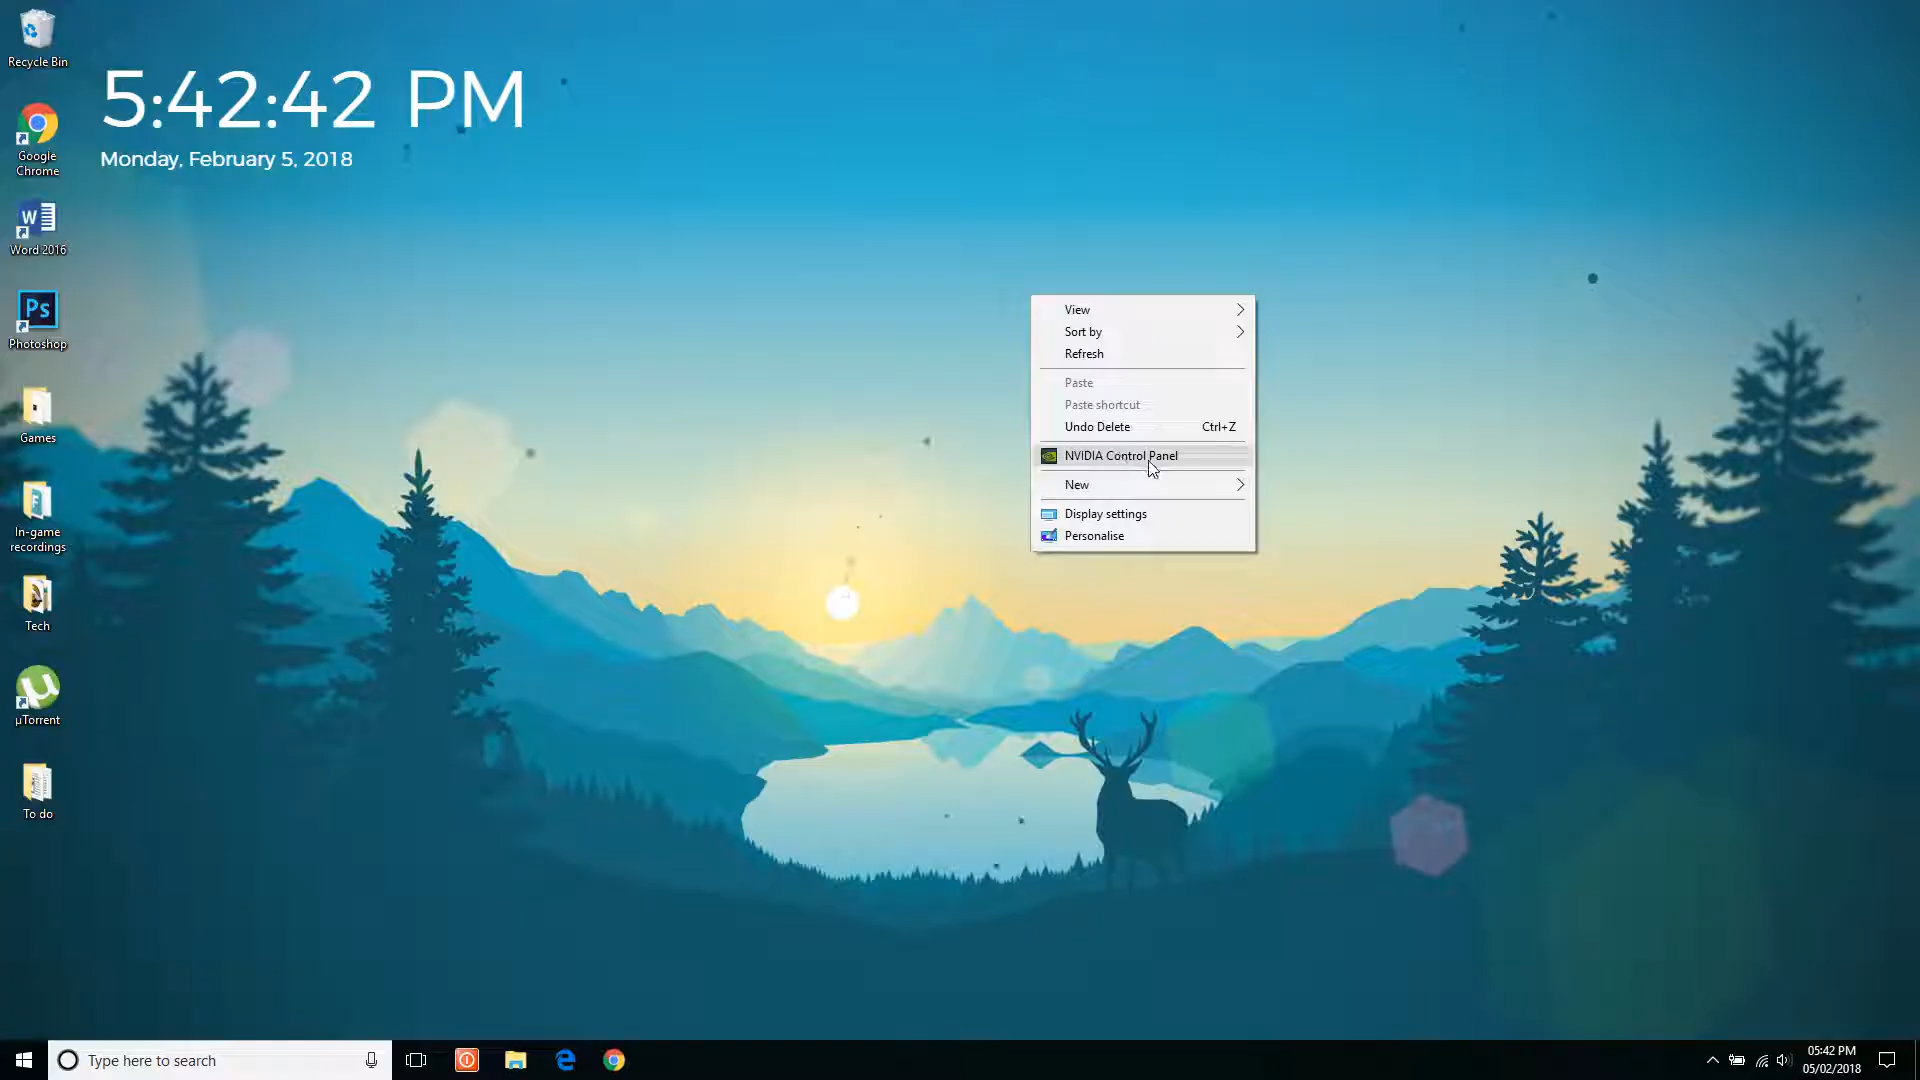 Recycle Bin
Google
Chrome
W
Word 2016
Ps
Photoshop
Games
In-game
recordings
Tech
µTorrent
To do
5:42:42 PM
Monday, February 5, 2018
View
Sort by
Refresh
Paste
Paste shortcut
Undo Delete Ctrl+Z
NVIDIA Control Panel
New
Display settings
Personalise
Type here to search
05:42 PM
05/02/2018